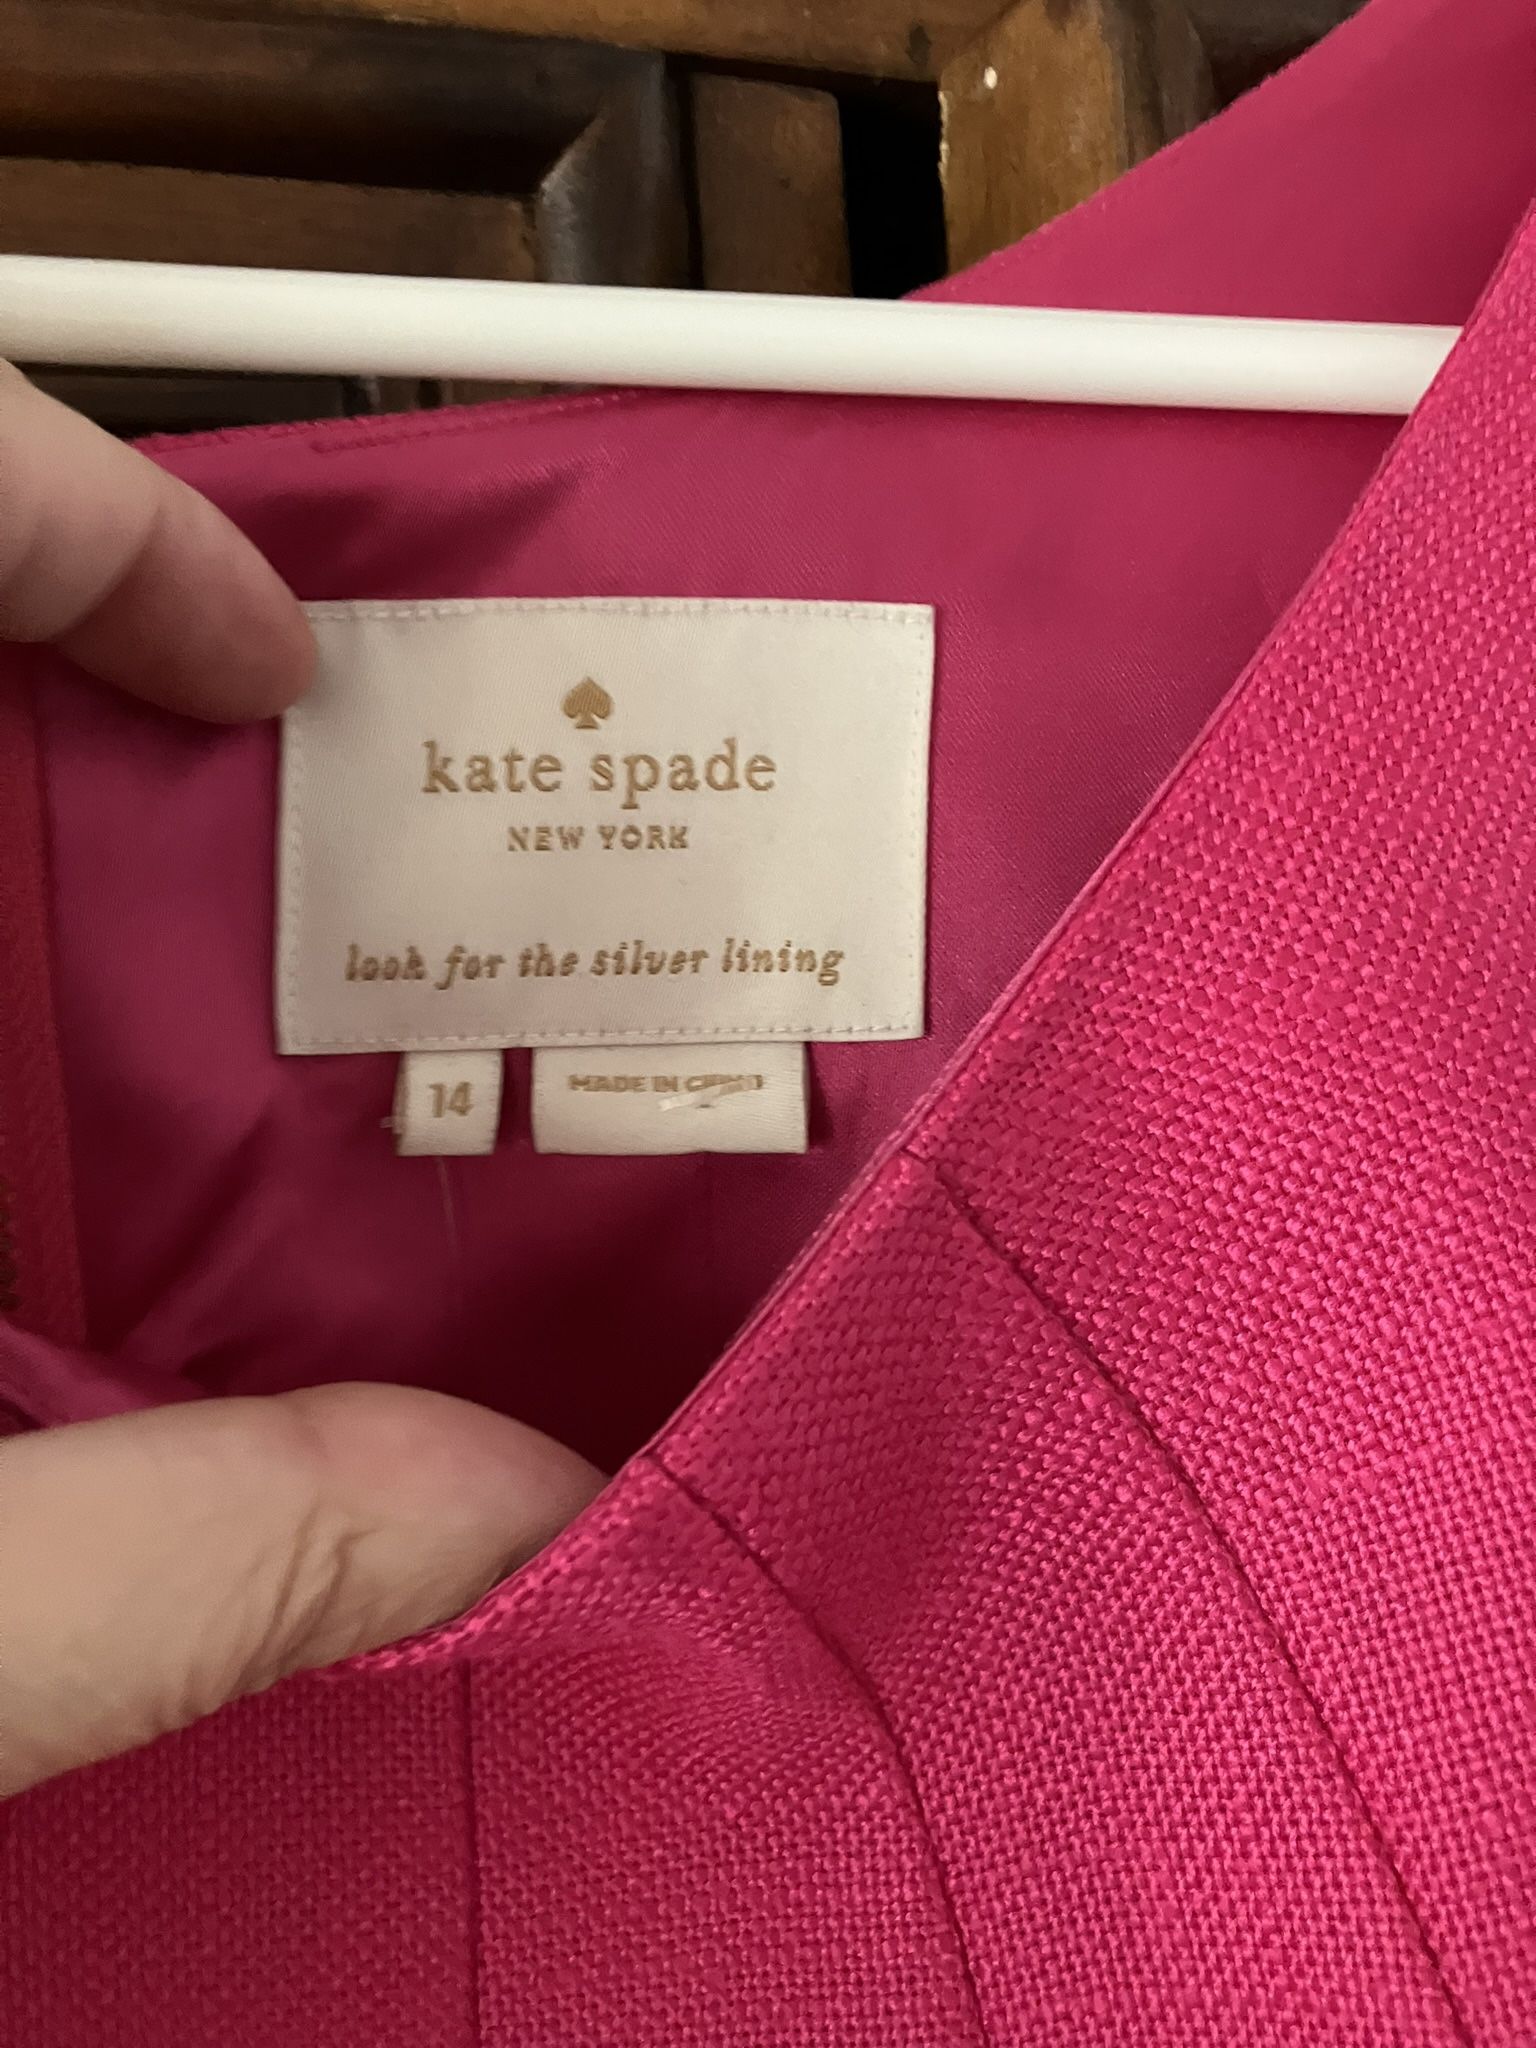 kate spade
NEW YORK
look for the silver lining
14
MADE IN CHINA